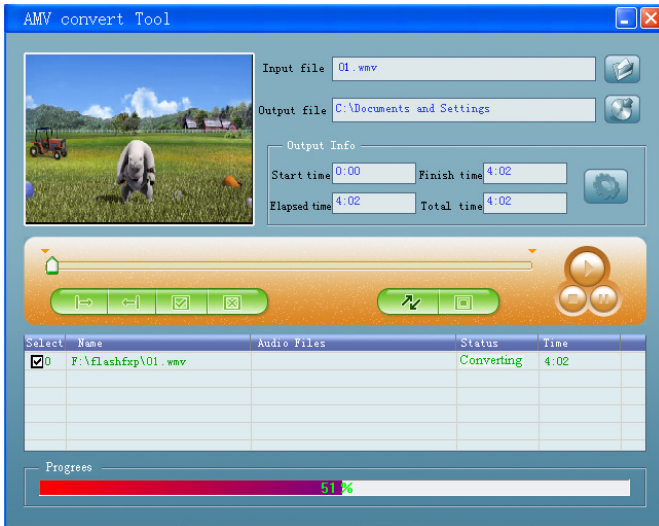 AMV convert Tool
Input file 01.wmv
Output file C:\Documents and Settings
Output Info
Start time 0:00 Finish time 4:02
Elapsed time 4:02 Total time 4:02
Select Name Audio Files Status Time
0 F:\flashfxp\01.wmv Converting 4:02
Progrees
51 %